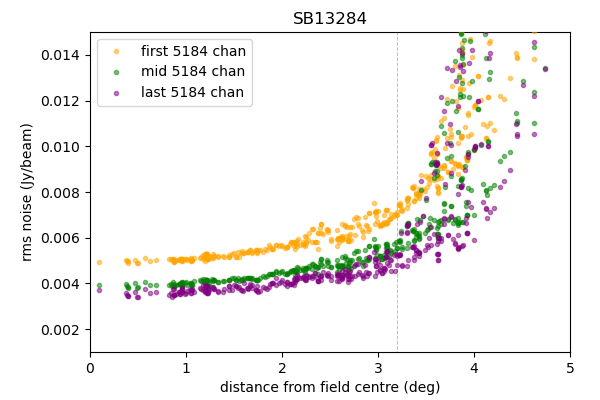 SB13284
first 5184 chan
mid 5184 chan
last 5184 chan
rms noise (Jy/beam)
0.014
0.012
0.010
0.008
0.006
0.004
0.002
0 1 2 3 4 5
distance from field centre (deg)